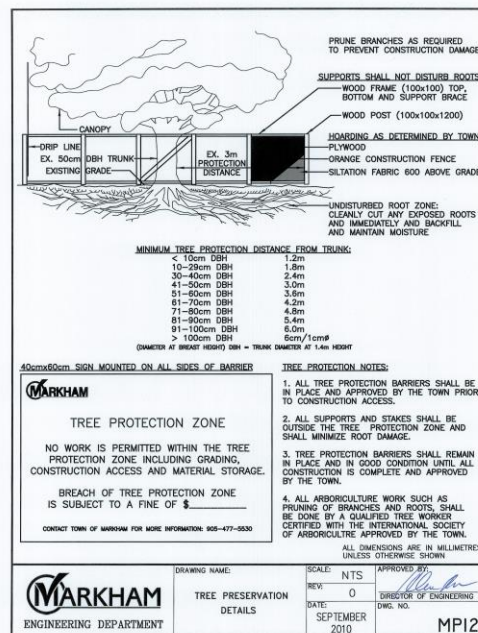 PRUNE BRANCHES AS REQUIRED
TO PREVENT CONSTRUCTION DAMAGE
SUPPORTS SHALL NOT DISTURB ROOTS
WOOD FRAME (100x100) TOP,
BOTTOM AND SUPPORT BRACE
WOOD POST (100x100x1200)
HOARDING AS DETERMINED BY TOWN
PLYWOOD
ORANGE CONSTRUCTION FENCE
SILTATION FABRIC 600 ABOVE GRADE
CANOPY
DRIP LINE
EX. 50cm DBH TRUNK
EXISTING GRADE
EX. 3m
PROTECTION
DISTANCE
UNDISTURBED ROOT ZONE:
CLEANLY CUT ANY EXPOSED ROOTS
AND IMMEDIATELY AND BACKFILL
AND MAINTAIN MOISTURE
MINIMUM TREE PROTECTION DISTANCE FROM TRUNK:
< 10cm DBH 1.2m
10-29cm DBH 1.8m
30-40cm DBH 2.4m
41-50cm DBH 3.0m
51-60cm DBH 3.6m
61-70cm DBH 4.2m
71-80cm DBH 4.8m
81-90cm DBH 5.4m
91-100cm DBH 6.0m
> 100cm DBH 6cm/1cmø
(DIAMETER AT BREAST HEIGHT) DBH = TRUNK DIAMETER AT 1.4m HEIGHT
40cmx60cm SIGN MOUNTED ON ALL SIDES OF BARRIER
MARKHAM
TREE PROTECTION ZONE
NO WORK IS PERMITTED WITHIN THE TREE
PROTECTION ZONE INCLUDING GRADING,
CONSTRUCTION ACCESS AND MATERIAL STORAGE.
BREACH OF TREE PROTECTION ZONE
IS SUBJECT TO A FINE OF $________
CONTACT TOWN OF MARKHAM FOR MORE INFORMATION: 905-477-5530
TREE PROTECTION NOTES:
1. ALL TREE PROTECTION BARRIERS SHALL BE
IN PLACE AND APPROVED BY THE TOWN PRIOR
TO CONSTRUCTION ACCESS.
2. ALL SUPPORTS AND STAKES SHALL BE
OUTSIDE THE TREE PROTECTION ZONE AND
SHALL MINIMIZE ROOT DAMAGE.
3. TREE PROTECTION BARRIERS SHALL REMAIN
IN PLACE AND IN GOOD CONDITION UNTIL ALL
CONSTRUCTION IS COMPLETE AND APPROVED
BY THE TOWN.
4. ALL ARBORICULTURE WORK SUCH AS
PRUNING OF BRANCHES AND ROOTS, SHALL
BE DONE BY A QUALIFIED TREE WORKER
CERTIFIED WITH THE INTERNATIONAL SOCIETY
OF ARBORICULTRE APPROVED BY THE TOWN.
ALL DIMENSIONS ARE IN MILLIMETRES
UNLESS OTHERWISE SHOWN
MARKHAM
ENGINEERING DEPARTMENT
DRAWING NAME:
TREE PRESERVATION
DETAILS
SCALE: NTS
REV: 0
DATE:
SEPTEMBER
2010
APPROVED BY:
DIRECTOR OF ENGINEERING
DWG. NO.
MP12